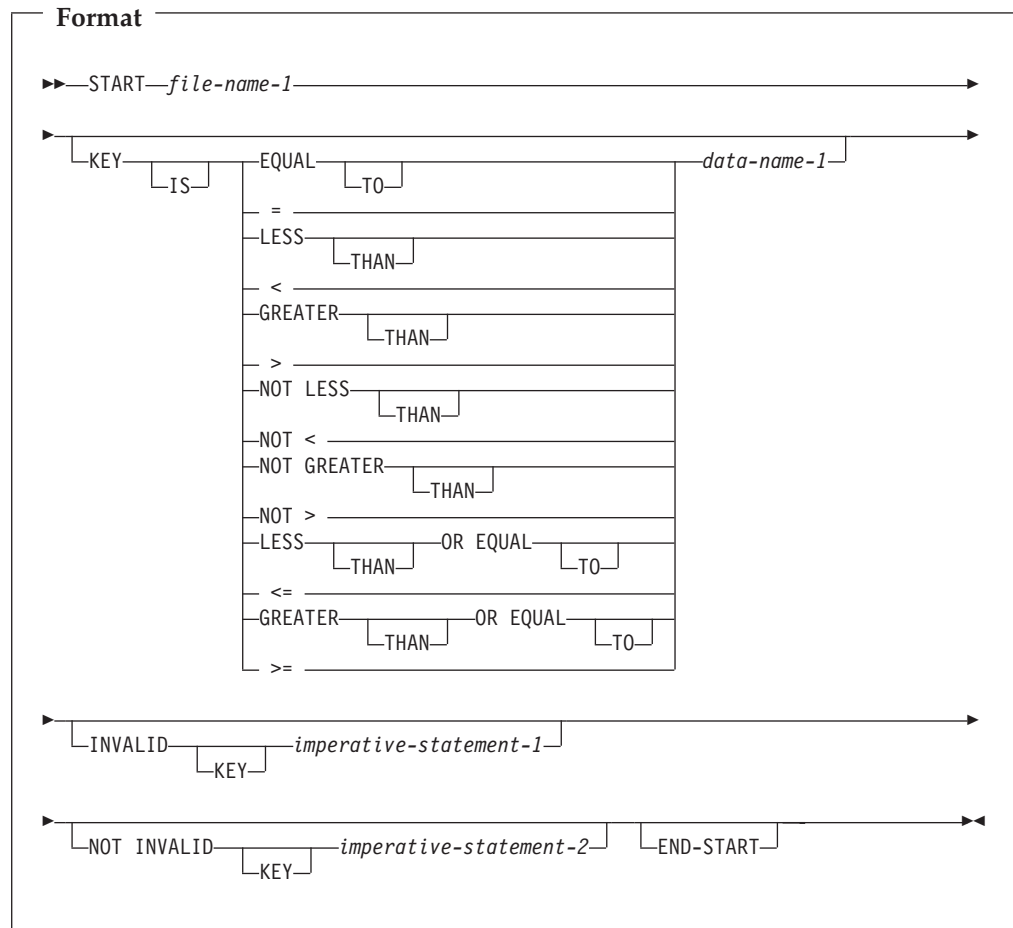 Format
START file-name-1
KEY EQUAL data-name-1
IS TO
=
LESS
THAN
<
GREATER
THAN
>
NOT LESS
THAN
NOT <
NOT GREATER
THAN
NOT >
LESS OR EQUAL
THAN TO
<=
GREATER OR EQUAL
THAN TO
>=
INVALID imperative-statement-1
KEY
NOT INVALID imperative-statement-2 END-START
KEY